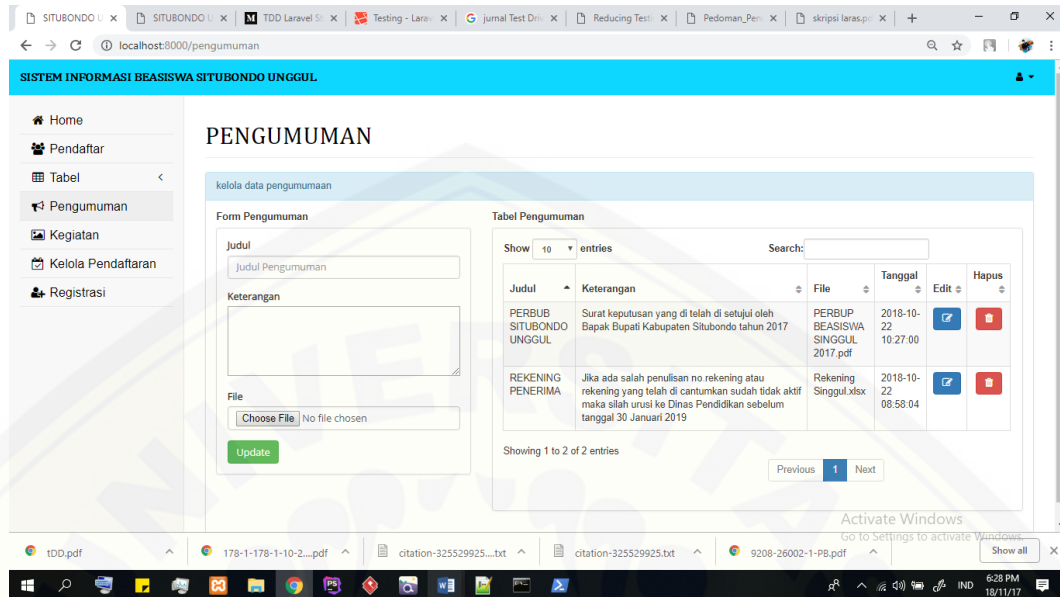 SITUBONDO U
SITUBONDO U
TDD Laravel S
Testing - Larav
jurnal Test Driv
Reducing Testi
Pedoman_Pen
skripsi laras.pd
localhost:8000/pengumuman
SISTEM INFORMASI BEASISWA SITUBONDO UNGGUL
Home
Pendaftar
Tabel
Pengumuman
Kegiatan
Kelola Pendaftaran
Registrasi
PENGUMUMAN
kelola data pengumumaan
Form Pengumuman
Judul
Judul Pengumuman
Keterangan
File
Choose File No file chosen
Update
Tabel Pengumuman
Show 10 entries
Search:
Judul Keterangan File Tanggal Edit Hapus
PERBUB
SITUBONDO
UNGGUL
Surat keputusan yang di telah di setujui oleh
Bapak Bupati Kabupaten Situbondo tahun 2017
PERBUP
BEASISWA
SINGGUL
2017.pdf
2018-10-
22
10:27:00
REKENING
PENERIMA
Jika ada salah penulisan no.rekening atau
rekening yang telah di cantumkan sudah tidak aktif
maka silah urusi ke Dinas Pendidikan sebelum
tanggal 30 Januari 2019
Rekening
Singgul.xlsx
2018-10-
22
08:58:04
Showing 1 to 2 of 2 entries
Previous 1 Next
Activate Windows
Go to Settings to activate Windows.
tDD.pdf
178-1-178-1-10-2....pdf
citation-325529925....txt
citation-325529925.txt
9208-26002-1-PB.pdf
Show all
IND
6:28 PM
18/11/17